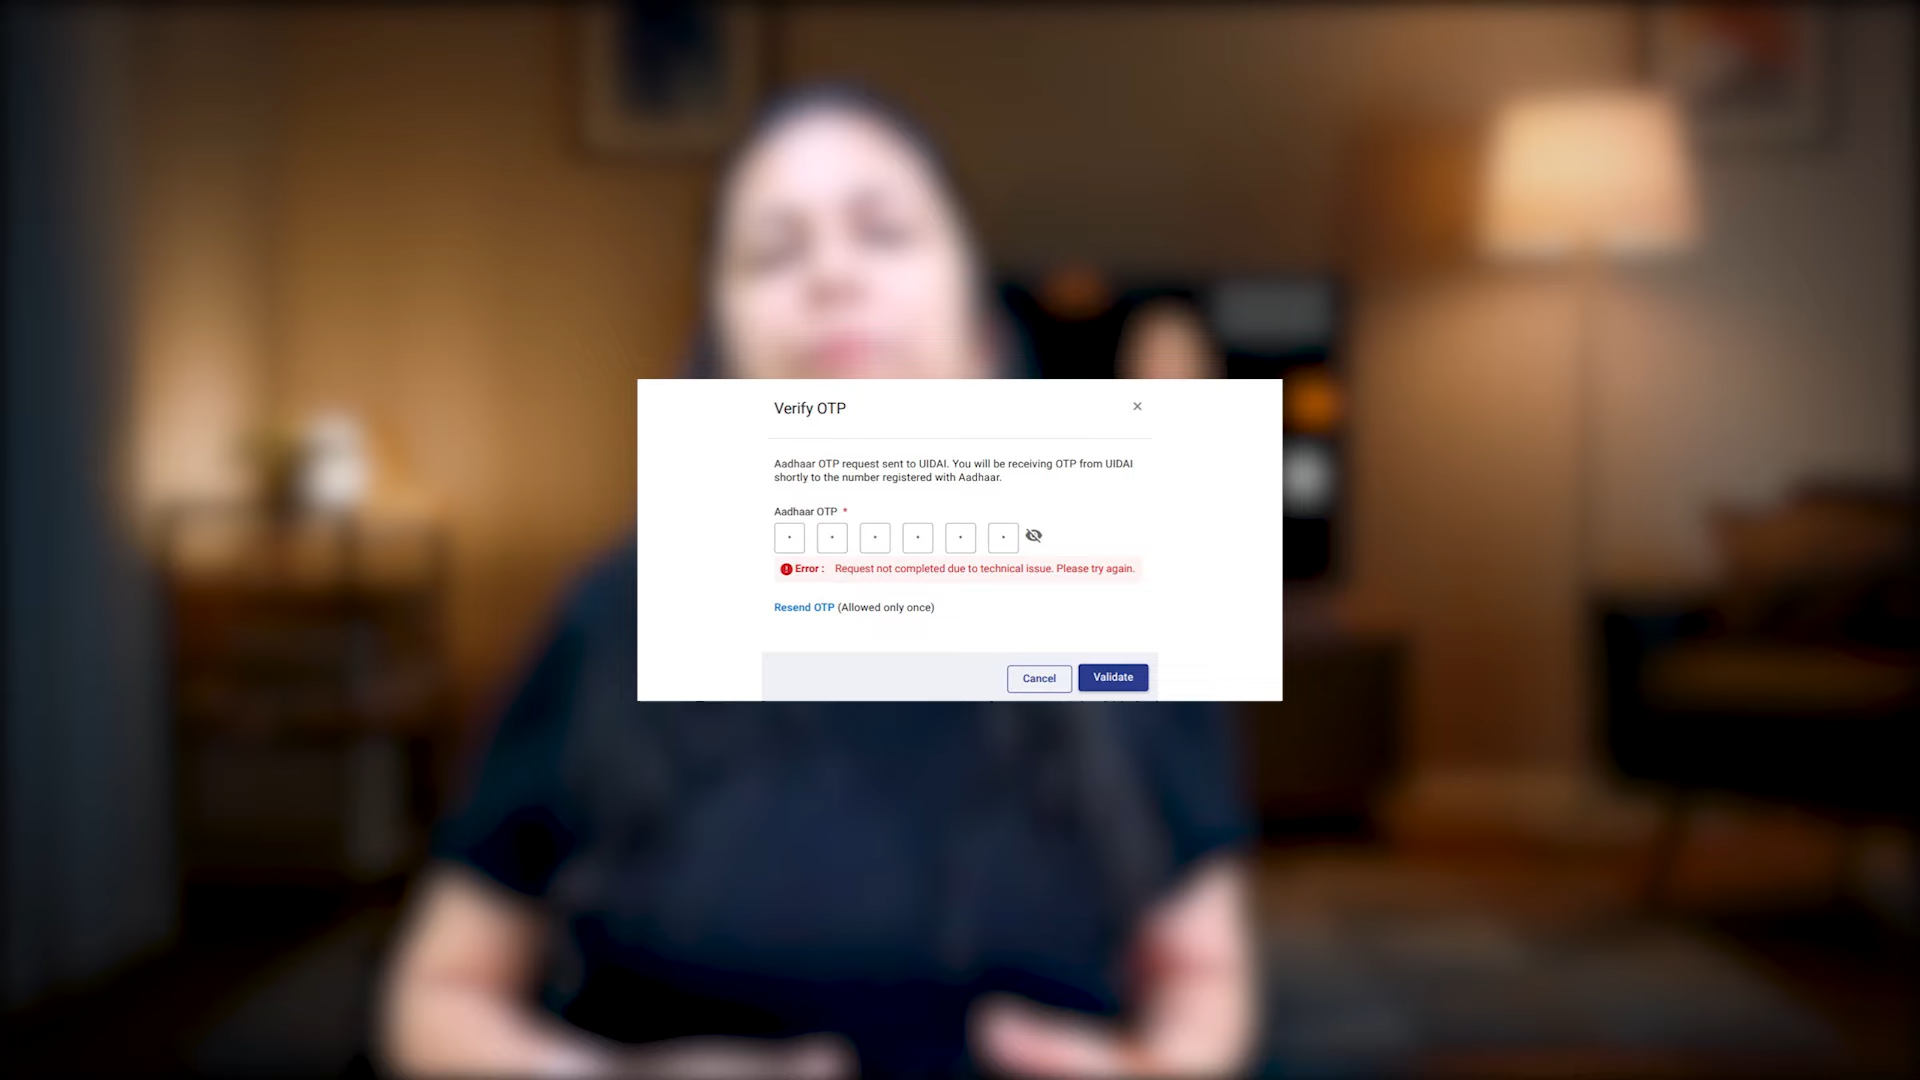 Verify OTP
Aadhaar OTP request sent to UIDAI. You will be receiving OTP from UIDAI
shortly to the number registered with Aadhaar.
Aadhaar OTP *
Error : Request not completed due to technical issue. Please try again.
Resend OTP (Allowed only once)
Cancel Validate